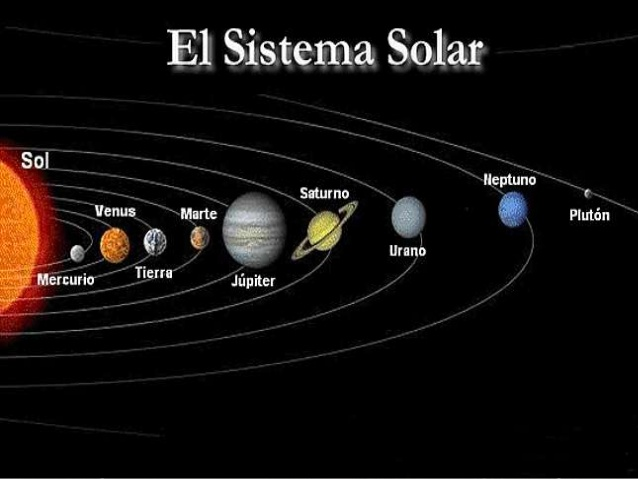 El Sistema Solar
Sol
Mercurio
Venus
Tierra
Marte
Júpiter
Saturno
Urano
Neptuno
Plutón